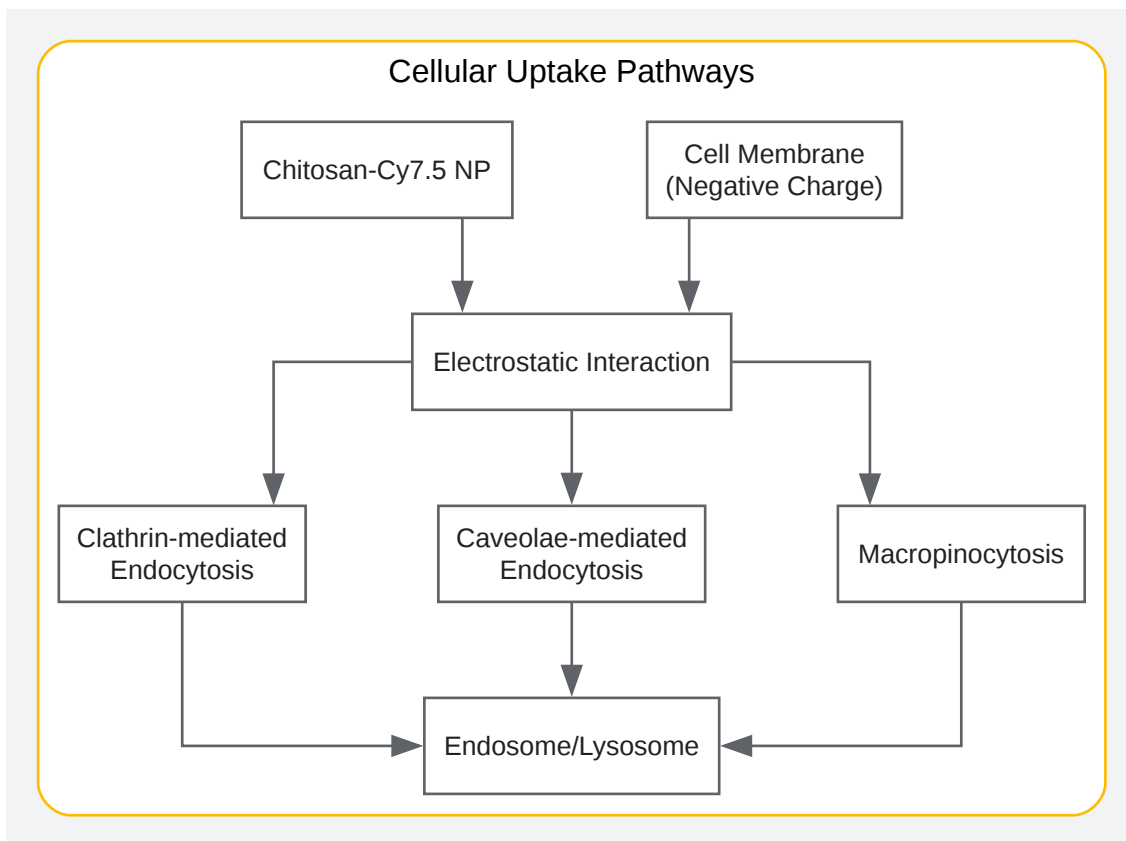 Cellular Uptake Pathways
Chitosan-Cy7.5 NP
Cell Membrane
(Negative Charge)
Electrostatic Interaction
Clathrin-mediated
Endocytosis
Caveolae-mediated
Endocytosis
Macropinocytosis
Endosome/Lysosome